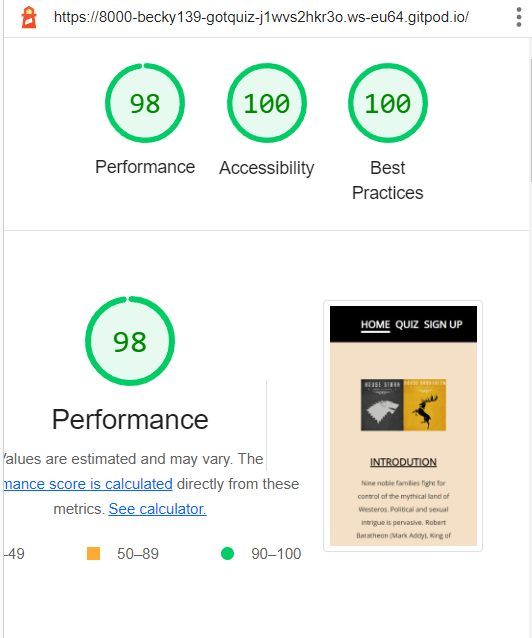 https://8000-becky139-gotquiz-j1wvs2hkr3o.ws-eu64.gitpod.io/
98
100
100
Performance
Accessibility
Best
Practices
98
Performance
Values are estimated and may vary. The
mance score is calculated directly from these
metrics. See calculator.
–49
50–89
90–100
HOME QUIZ SIGN UP
HOUSE STARK
HOUSE BARATHEON
INTRODUTION
Nine noble families fight for
control of the mythical land of
Westeros. Political and sexual
intrigue is pervasive. Robert
Baratheon (Mark Addy), King of